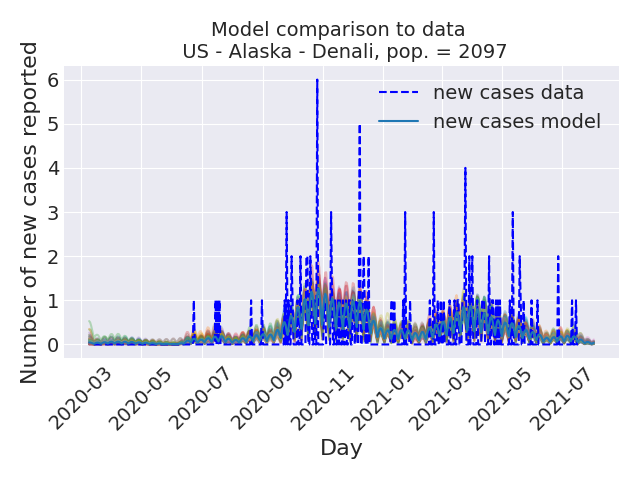 Model comparison to data
US - Alaska - Denali, pop. = 2097
Number of new cases reported
6
5
4
3
2
1
0
new cases data
new cases model
2020-03
2020-05
2020-07
2020-09
2020-11
2021-01
2021-03
2021-05
2021-07
Day